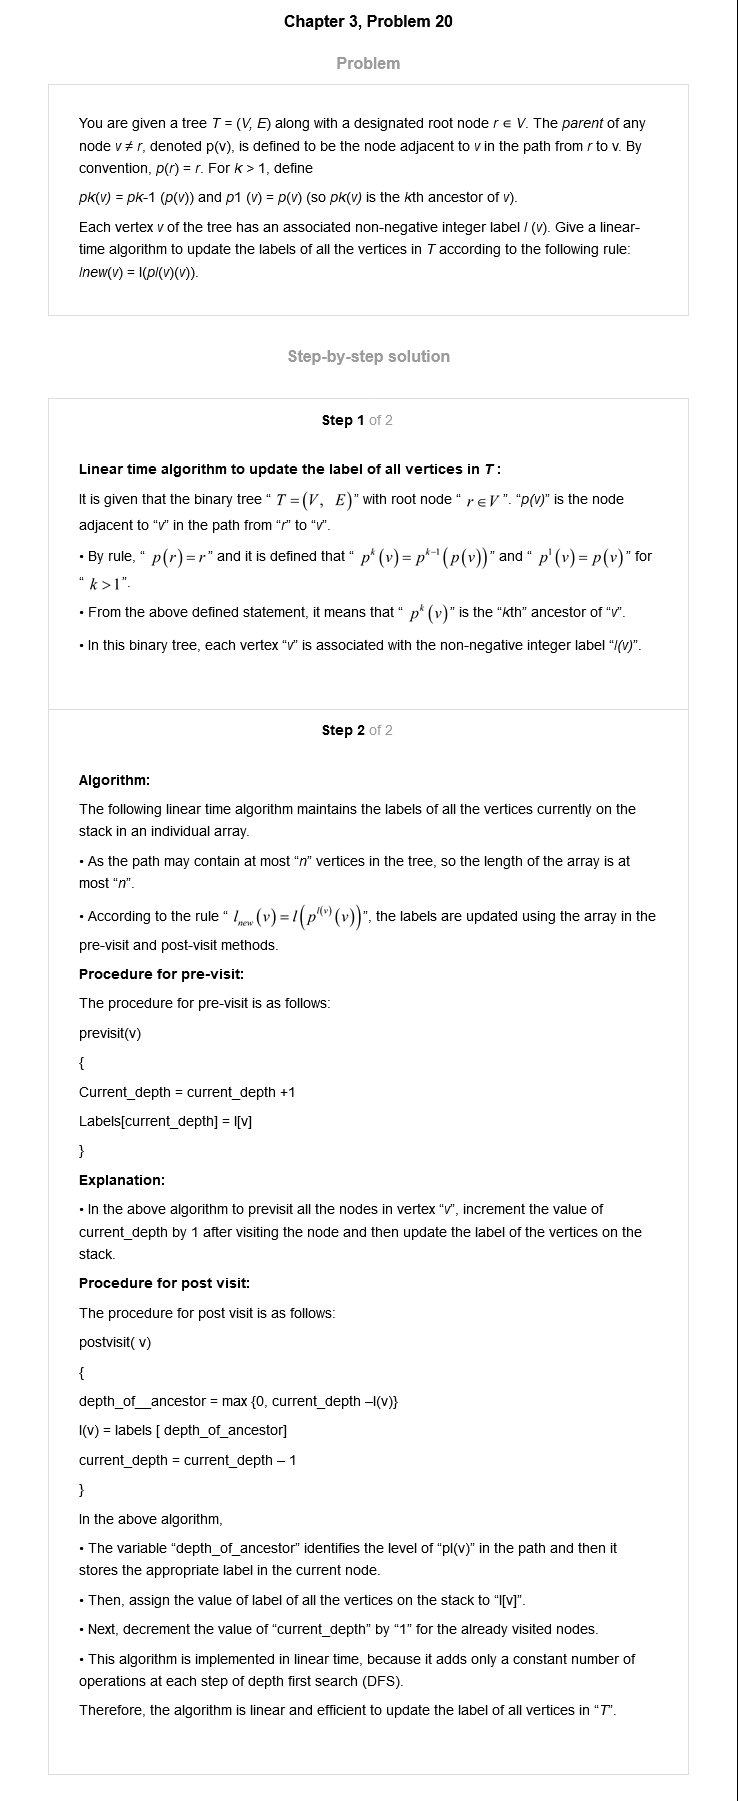 Chapter 3, Problem 20
Problem
You are given a tree T = (V, E) along with a designated root node r ∈ V. The parent of any
node v ≠ r, denoted p(v), is defined to be the node adjacent to v in the path from r to v. By
convention, p(r) = r. For k > 1, define
pk(v) = pk-1 (p(v)) and p1 (v) = p(v) (so pk(v) is the kth ancestor of v).
Each vertex v of the tree has an associated non-negative integer label l (v). Give a linear-
time algorithm to update the labels of all the vertices in T according to the following rule:
lnew(v) = l(pl(v)(v)).
Step-by-step solution
Step 1 of 2
Linear time algorithm to update the label of all vertices in T :
It is given that the binary tree “ T = (V, E)” with root node “ r ∈ V ”. “p(v)” is the node
adjacent to “v” in the path from “r” to “v”.
• By rule, “ p(r) = r ” and it is defined that “ p^k (v) = p^{k-1} (p(v))” and “ p^1 (v) = p(v)” for
“ k > 1”.
• From the above defined statement, it means that “ p^k (v)” is the “kth” ancestor of “v”.
• In this binary tree, each vertex “v” is associated with the non-negative integer label “l(v)”.
Step 2 of 2
Algorithm:
The following linear time algorithm maintains the labels of all the vertices currently on the
stack in an individual array.
• As the path may contain at most “n” vertices in the tree, so the length of the array is at
most “n”.
• According to the rule “ l_{new} (v) = l(p^{l(v)} (v))”, the labels are updated using the array in the
pre-visit and post-visit methods.
Procedure for pre-visit:
The procedure for pre-visit is as follows:
previsit(v)
{
Current_depth = current_depth +1
Labels[current_depth] = l[v]
}
Explanation:
• In the above algorithm to previsit all the nodes in vertex “v”, increment the value of
current_depth by 1 after visiting the node and then update the label of the vertices on the
stack.
Procedure for post visit:
The procedure for post visit is as follows:
postvisit( v)
{
depth_of__ancestor = max {0, current_depth –l(v)}
l(v) = labels [ depth_of_ancestor]
current_depth = current_depth – 1
}
In the above algorithm,
• The variable “depth_of_ancestor” identifies the level of “pl(v)” in the path and then it
stores the appropriate label in the current node.
• Then, assign the value of label of all the vertices on the stack to “l[v]”.
• Next, decrement the value of “current_depth” by “1” for the already visited nodes.
• This algorithm is implemented in linear time, because it adds only a constant number of
operations at each step of depth first search (DFS).
Therefore, the algorithm is linear and efficient to update the label of all vertices in “T”.